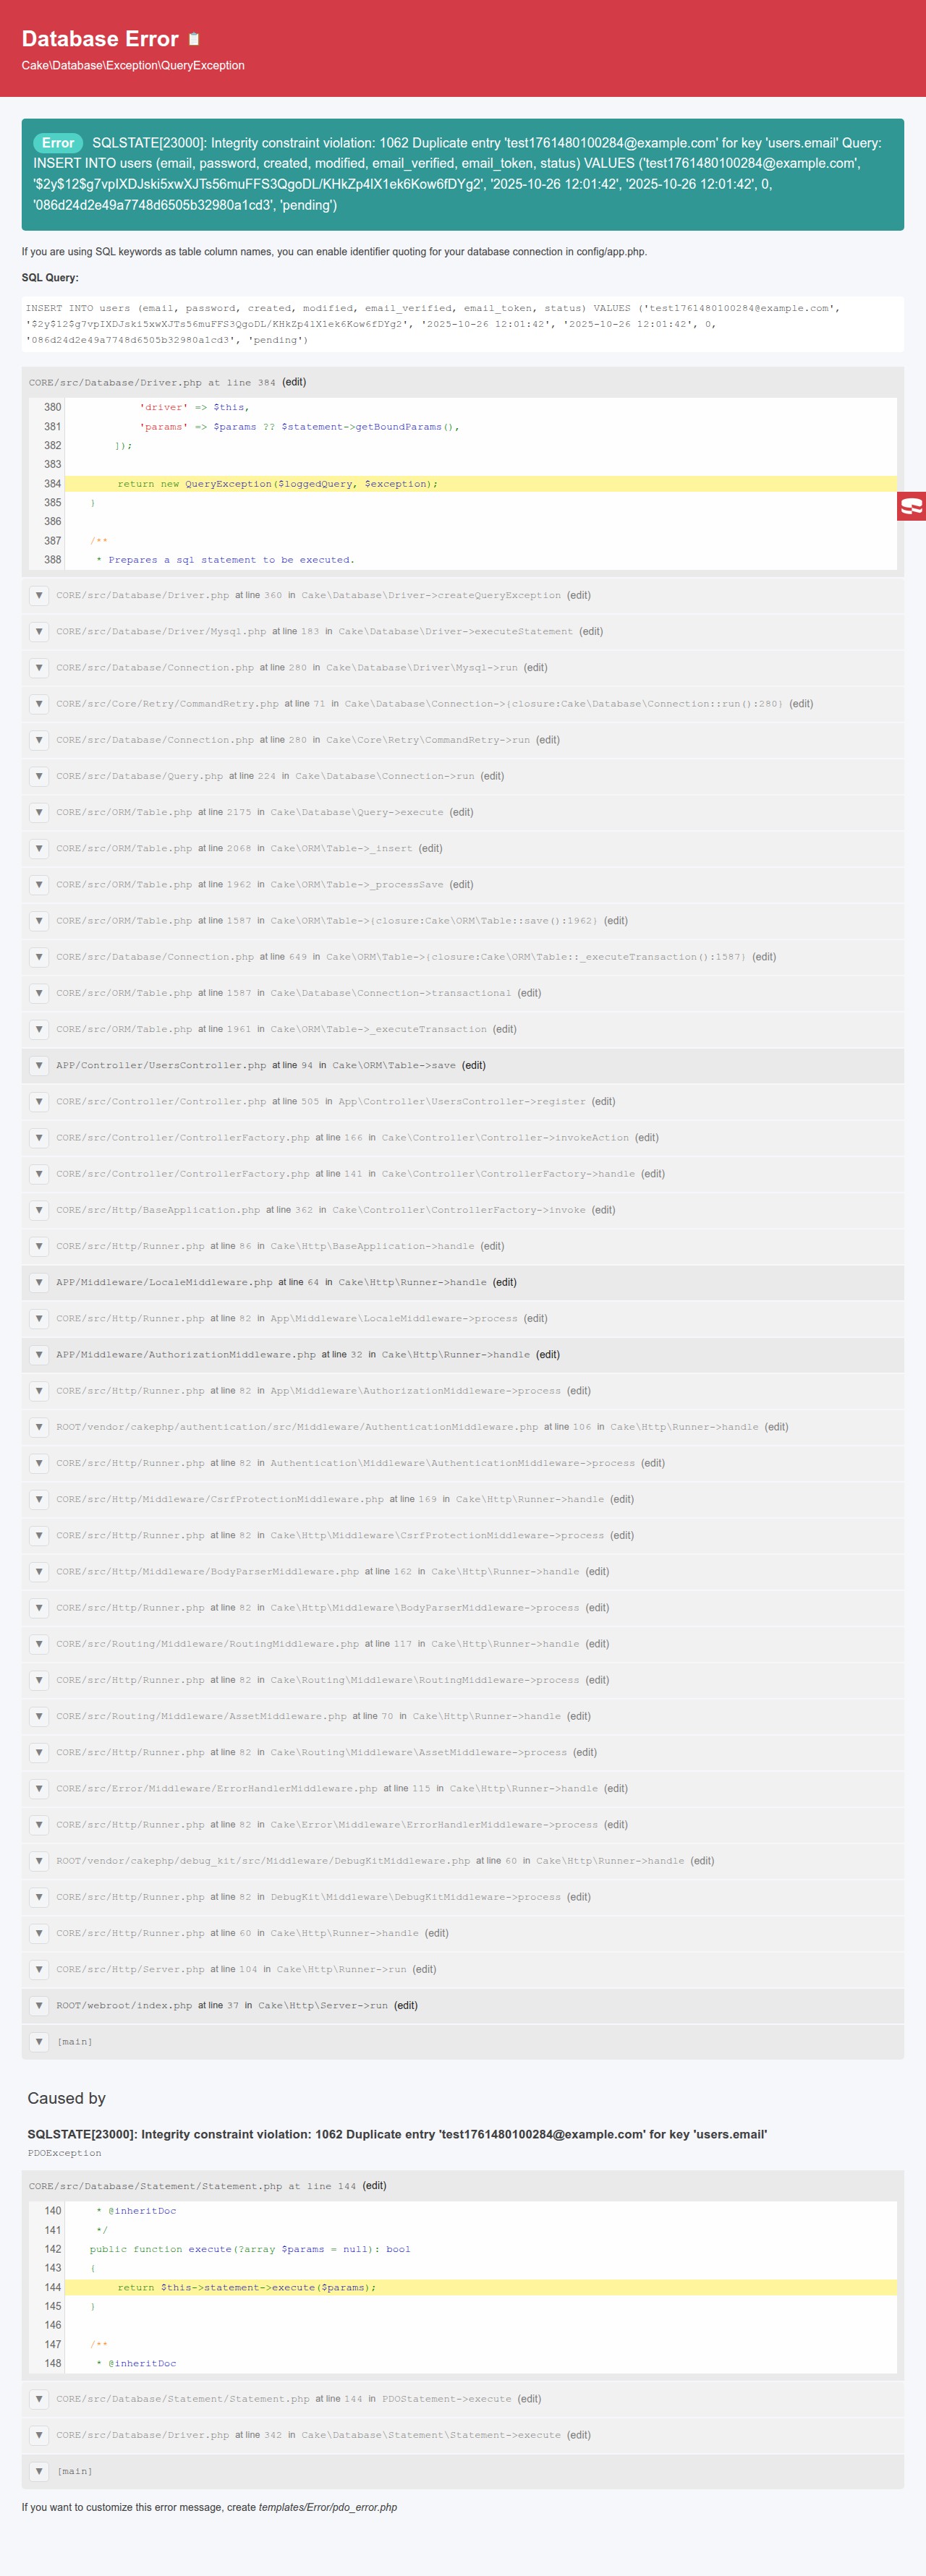 Database Error 📋
Cake\Database\Exception\QueryException
Error SQLSTATE[23000]: Integrity constraint violation: 1062 Duplicate entry 'test1761480100284@example.com' for key 'users.email' Query:
INSERT INTO users (email, password, created, modified, email_verified, email_token, status) VALUES ('test1761480100284@example.com',
'$2y$12$g7vpIXDJski5xwXJTs56muFFS3QgoDL/KHkZp4lX1ek6Kow6fDYg2', '2025-10-26 12:01:42', '2025-10-26 12:01:42', 0,
'086d24d2e49a7748d6505b32980a1cd3', 'pending')
If you are using SQL keywords as table column names, you can enable identifier quoting for your database connection in config/app.php.
SQL Query:
INSERT INTO users (email, password, created, modified, email_verified, email_token, status) VALUES ('test1761480100284@example.com',
'$2y$12$g7vpIXDJski5xwXJTs56muFFS3QgoDL/KHkZp4lX1ek6Kow6fDYg2', '2025-10-26 12:01:42', '2025-10-26 12:01:42', 0,
'086d24d2e49a7748d6505b32980a1cd3', 'pending')
CORE/src/Database/Driver.php at line 384 (edit)
380 'driver' => $this,
381 'params' => $params ?? $statement->getBoundParams(),
382 ]);
383
384 return new QueryException($loggedQuery, $exception);
385 }
386
387 /**
388 * Prepares a sql statement to be executed.
▼ CORE/src/Database/Driver.php at line 360 in Cake\Database\Driver->createQueryException (edit)
▼ CORE/src/Database/Driver/Mysql.php at line 183 in Cake\Database\Driver->executeStatement (edit)
▼ CORE/src/Database/Connection.php at line 280 in Cake\Database\Driver\Mysql->run (edit)
▼ CORE/src/Core/Retry/CommandRetry.php at line 71 in Cake\Database\Connection->{closure:Cake\Database\Connection::run():280} (edit)
▼ CORE/src/Database/Connection.php at line 280 in Cake\Core\Retry\CommandRetry->run (edit)
▼ CORE/src/Database/Query.php at line 224 in Cake\Database\Connection->run (edit)
▼ CORE/src/ORM/Table.php at line 2175 in Cake\Database\Query->execute (edit)
▼ CORE/src/ORM/Table.php at line 2068 in Cake\ORM\Table->_insert (edit)
▼ CORE/src/ORM/Table.php at line 1962 in Cake\ORM\Table->_processSave (edit)
▼ CORE/src/ORM/Table.php at line 1587 in Cake\ORM\Table->{closure:Cake\ORM\Table::save():1962} (edit)
▼ CORE/src/Database/Connection.php at line 649 in Cake\ORM\Table->{closure:Cake\ORM\Table::_executeTransaction():1587} (edit)
▼ CORE/src/ORM/Table.php at line 1587 in Cake\Database\Connection->transactional (edit)
▼ CORE/src/ORM/Table.php at line 1961 in Cake\ORM\Table->_executeTransaction (edit)
▼ APP/Controller/UsersController.php at line 94 in Cake\ORM\Table->save (edit)
▼ CORE/src/Controller/Controller.php at line 505 in App\Controller\UsersController->register (edit)
▼ CORE/src/Controller/ControllerFactory.php at line 166 in Cake\Controller\Controller->invokeAction (edit)
▼ CORE/src/Controller/ControllerFactory.php at line 141 in Cake\Controller\ControllerFactory->handle (edit)
▼ CORE/src/Http/BaseApplication.php at line 362 in Cake\Controller\ControllerFactory->invoke (edit)
▼ CORE/src/Http/Runner.php at line 86 in Cake\Http\BaseApplication->handle (edit)
▼ APP/Middleware/LocaleMiddleware.php at line 64 in Cake\Http\Runner->handle (edit)
▼ CORE/src/Http/Runner.php at line 82 in App\Middleware\LocaleMiddleware->process (edit)
▼ APP/Middleware/AuthorizationMiddleware.php at line 32 in Cake\Http\Runner->handle (edit)
▼ CORE/src/Http/Runner.php at line 82 in App\Middleware\AuthorizationMiddleware->process (edit)
▼ ROOT/vendor/cakephp/authentication/src/Middleware/AuthenticationMiddleware.php at line 106 in Cake\Http\Runner->handle (edit)
▼ CORE/src/Http/Runner.php at line 82 in Authentication\Middleware\AuthenticationMiddleware->process (edit)
▼ CORE/src/Http/Middleware/CsrfProtectionMiddleware.php at line 169 in Cake\Http\Runner->handle (edit)
▼ CORE/src/Http/Runner.php at line 82 in Cake\Http\Middleware\CsrfProtectionMiddleware->process (edit)
▼ CORE/src/Http/Middleware/BodyParserMiddleware.php at line 162 in Cake\Http\Runner->handle (edit)
▼ CORE/src/Http/Runner.php at line 82 in Cake\Http\Middleware\BodyParserMiddleware->process (edit)
▼ CORE/src/Routing/Middleware/RoutingMiddleware.php at line 117 in Cake\Http\Runner->handle (edit)
▼ CORE/src/Http/Runner.php at line 82 in Cake\Routing\Middleware\RoutingMiddleware->process (edit)
▼ CORE/src/Routing/Middleware/AssetMiddleware.php at line 70 in Cake\Http\Runner->handle (edit)
▼ CORE/src/Http/Runner.php at line 82 in Cake\Routing\Middleware\AssetMiddleware->process (edit)
▼ CORE/src/Error/Middleware/ErrorHandlerMiddleware.php at line 115 in Cake\Http\Runner->handle (edit)
▼ CORE/src/Http/Runner.php at line 82 in Cake\Error\Middleware\ErrorHandlerMiddleware->process (edit)
▼ ROOT/vendor/cakephp/debug_kit/src/Middleware/DebugKitMiddleware.php at line 60 in Cake\Http\Runner->handle (edit)
▼ CORE/src/Http/Runner.php at line 82 in DebugKit\Middleware\DebugKitMiddleware->process (edit)
▼ CORE/src/Http/Runner.php at line 60 in Cake\Http\Runner->handle (edit)
▼ CORE/src/Http/Server.php at line 104 in Cake\Http\Runner->run (edit)
▼ ROOT/webroot/index.php at line 37 in Cake\Http\Server->run (edit)
▼ [main]
Caused by
SQLSTATE[23000]: Integrity constraint violation: 1062 Duplicate entry 'test1761480100284@example.com' for key 'users.email'
PDOException
CORE/src/Database/Statement/Statement.php at line 144 (edit)
140 * @inheritDoc
141 */
142 public function execute(?array $params = null): bool
143 {
144 return $this->statement->execute($params);
145 }
146
147 /**
148 * @inheritDoc
▼ CORE/src/Database/Statement/Statement.php at line 144 in PDOStatement->execute (edit)
▼ CORE/src/Database/Driver.php at line 342 in Cake\Database\Statement\Statement->execute (edit)
▼ [main]
If you want to customize this error message, create templates/Error/pdo_error.php